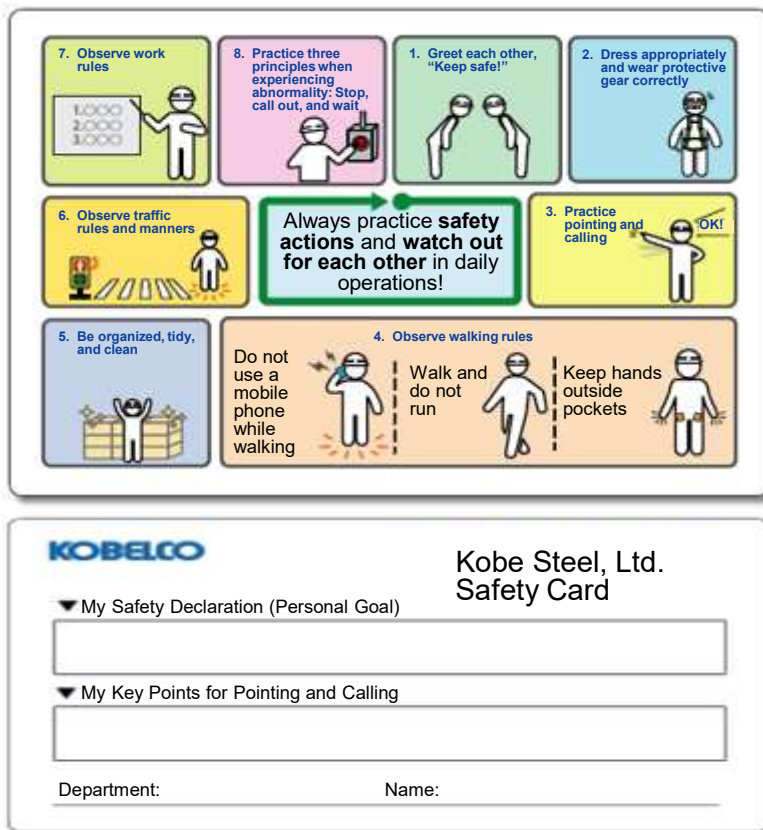 7. Observe work
rules
1.○○○
2.○○○
3.○○○
8. Practice three
principles when
experiencing
abnormality: Stop,
call out, and wait
1. Greet each other,
“Keep safe!”
2. Dress appropriately
and wear protective
gear correctly
6. Observe traffic
rules and manners
Always practice safety
actions and watch out
for each other in daily
operations!
3. Practice
pointing and
calling
OK!
5. Be organized, tidy,
and clean
4. Observe walking rules
Do not
use a
mobile
phone
while
walking
Walk and
do not
run
Keep hands
outside
pockets
KOBELCO
Kobe Steel, Ltd.
Safety Card
▼My Safety Declaration (Personal Goal)
▼My Key Points for Pointing and Calling
Department: Name: